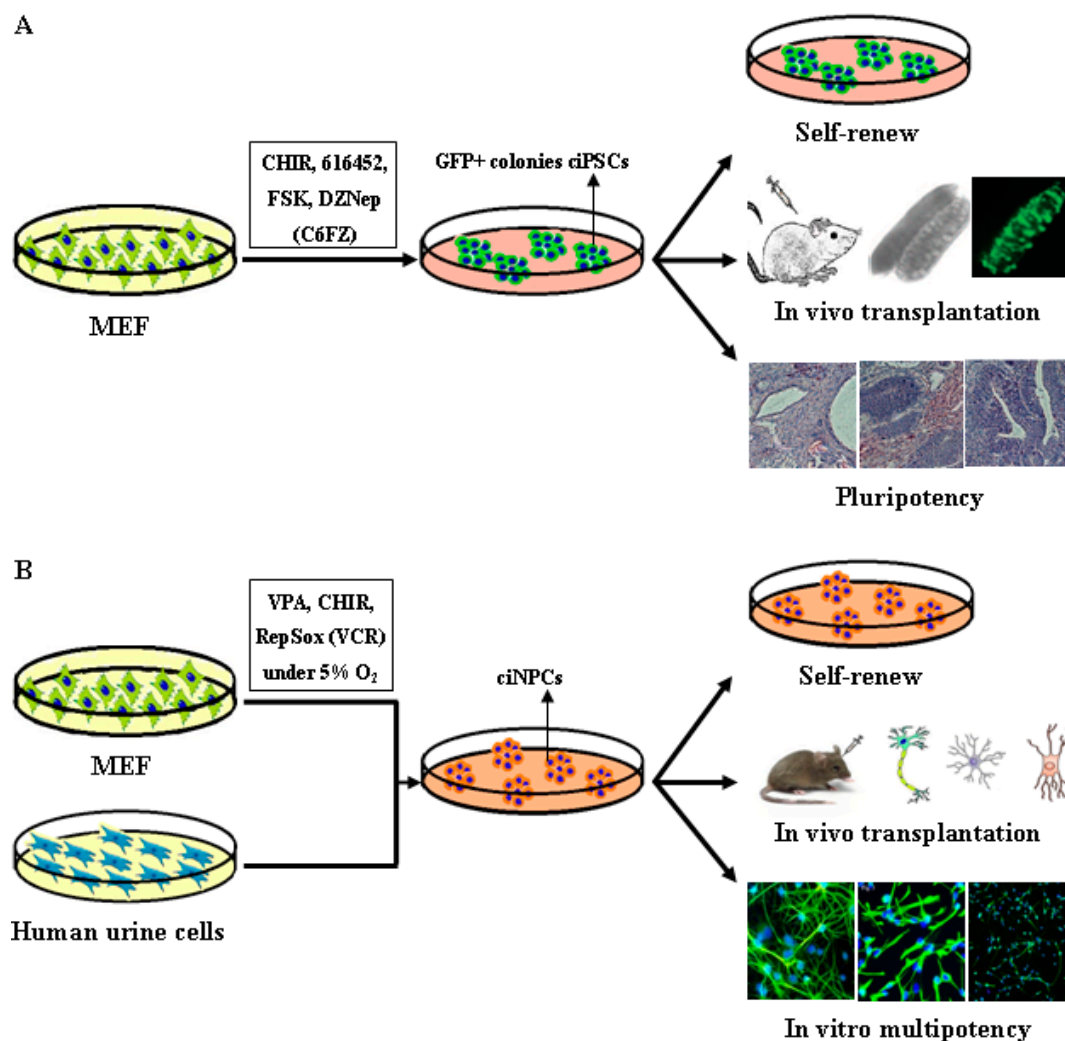 A
CHIR, 616452,
FSK, DZNep
(C6FZ)
MEF
GFP+ colonies ciPSCs
Self-renew
In vivo transplantation
Pluripotency
B
VPA, CHIR,
RepSox (VCR)
under 5% O₂
MEF
Human urine cells
ciNPCs
Self-renew
In vivo transplantation
In vitro multipotency